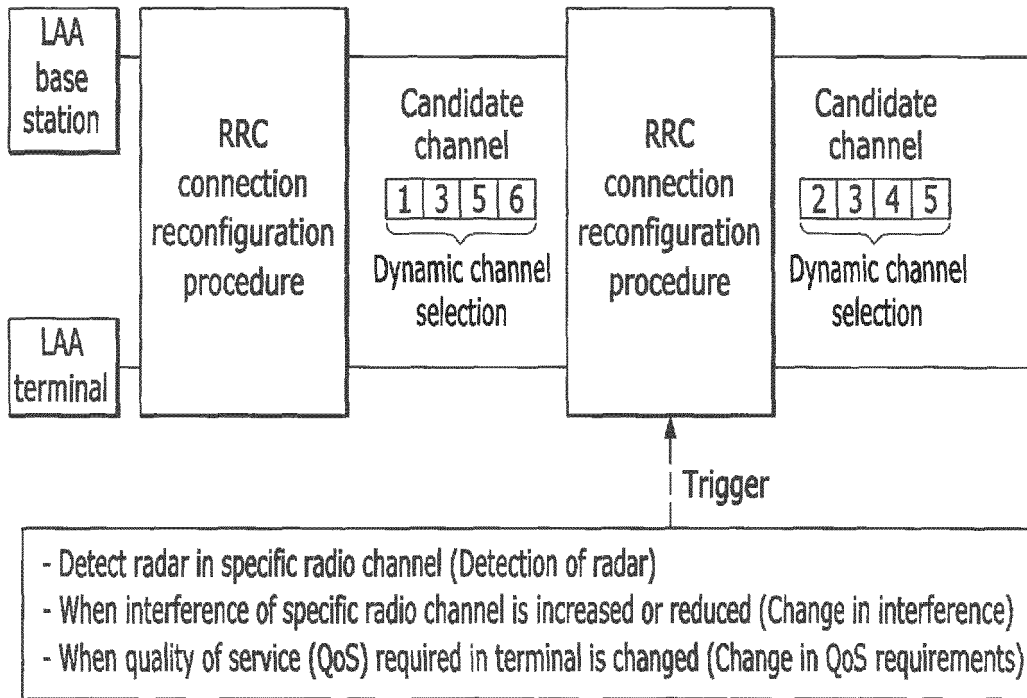 LAA
base
station
RRC
connection
reconfiguration
procedure
Candidate
channel
1 3 5 6
Dynamic channel
selection
RRC
connection
reconfiguration
procedure
Candidate
channel
2 3 4 5
Dynamic channel
selection
LAA
terminal
Trigger
- Detect radar in specific radio channel (Detection of radar)
- When interference of specific radio channel is increased or reduced (Change in interference)
- When quality of service (QoS) required in terminal is changed (Change in QoS requirements)